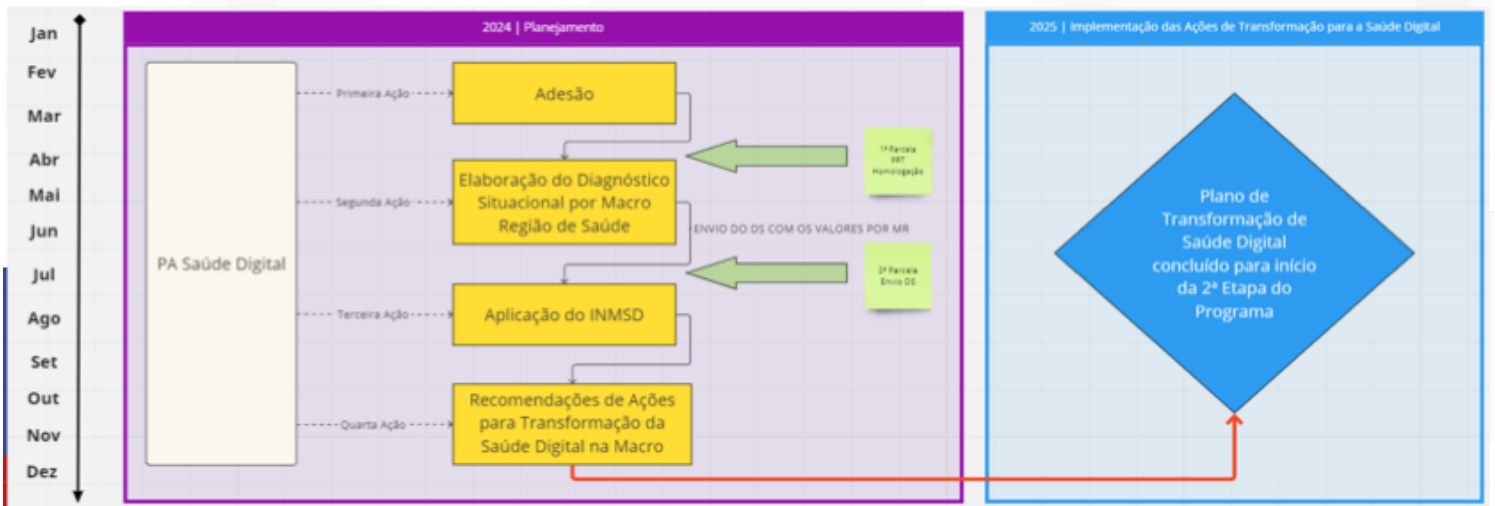 Jan
Fev
Mar
Abr
Mai
Jun
Jul
Ago
Set
Out
Nov
Dez
2024 | Planejamento
PA Saúde Digital
Primeira Ação
Adesão
Segunda Ação
Elaboração do Diagnóstico
Situacional por Macro
Região de Saúde
1ª Parcela
PRT
Homologação
ENVIO DO DS COM OS VALORES POR MR
2ª Parcela
Envio DS
Terceira Ação
Aplicação do INMSD
Quarta Ação
Recomendações de Ações
para Transformação da
Saúde Digital na Macro
2025 | Implementação das Ações de Transformação para a Saúde Digital
Plano de
Transformação de
Saúde Digital
concluído para início
da 2ª Etapa do
Programa